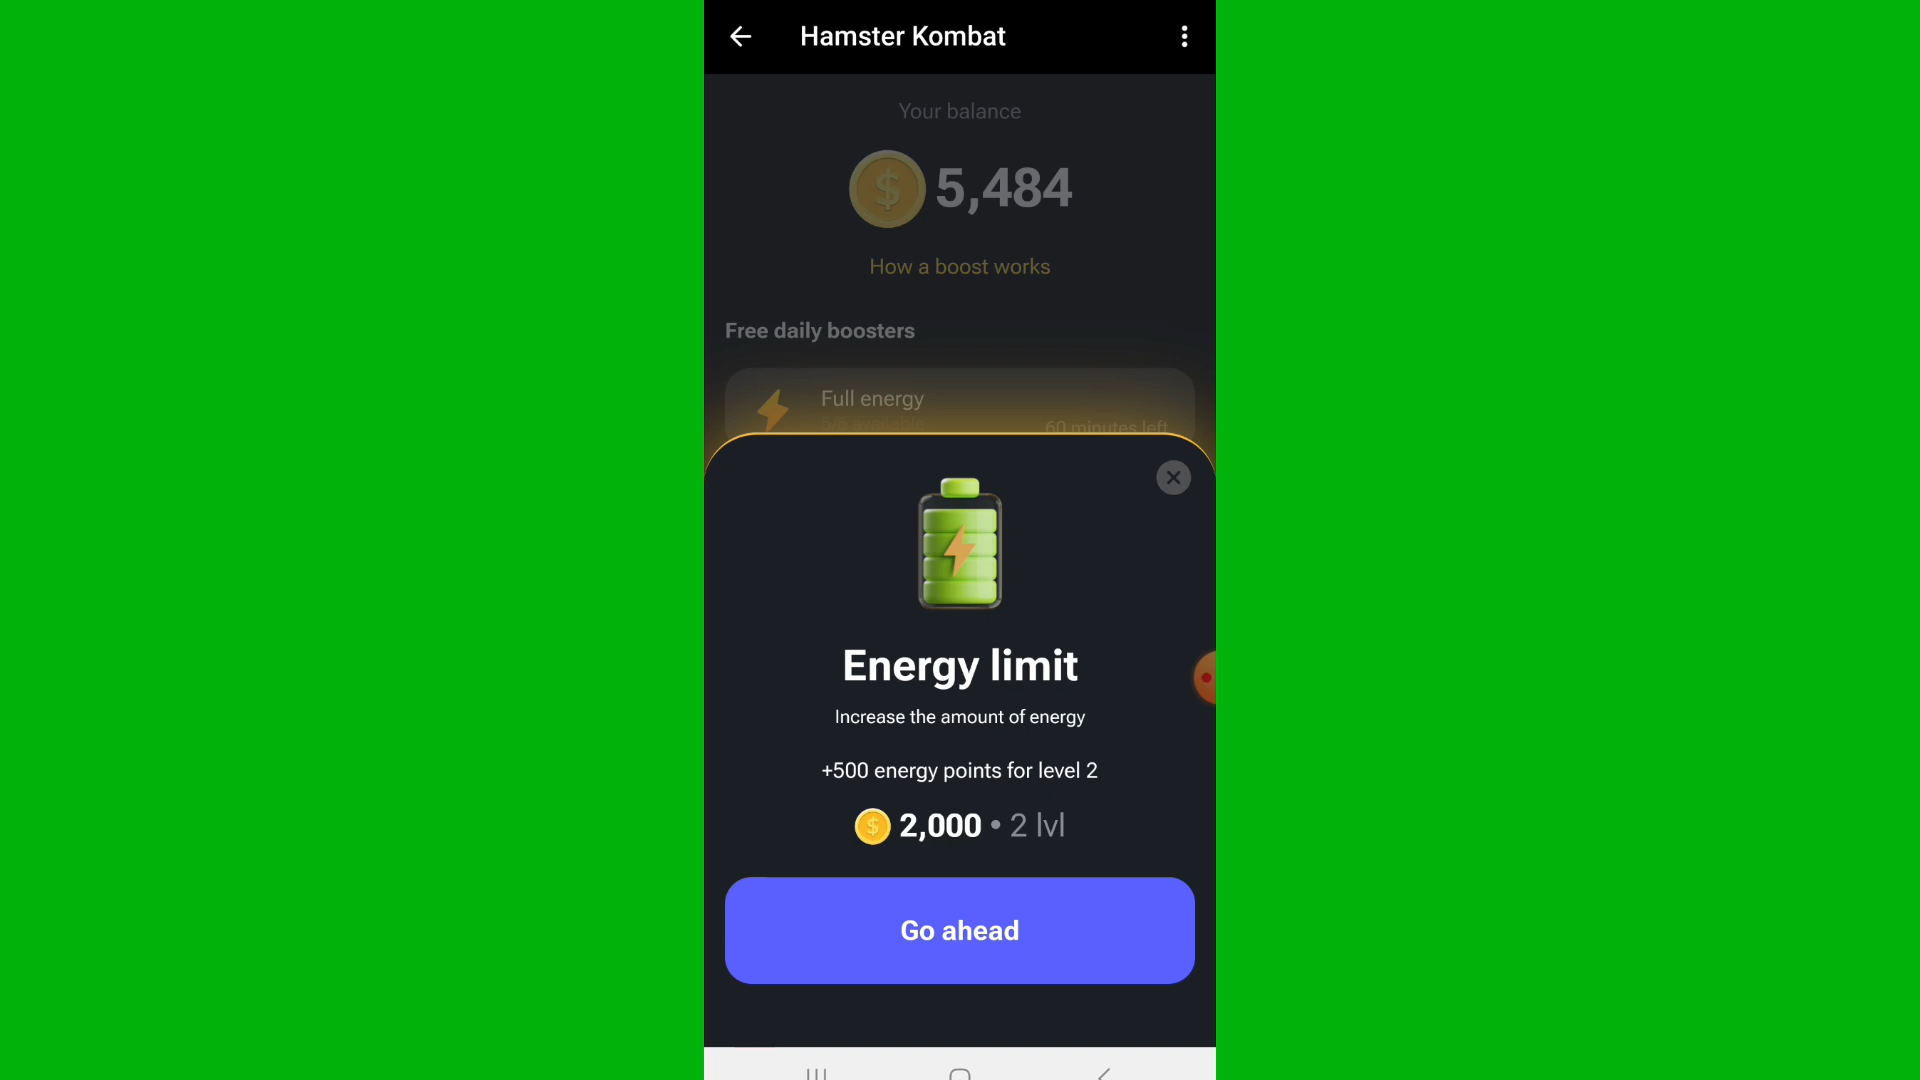 Hamster Kombat
Your balance
$ 5,484
How a boost works
Free daily boosters
Full energy
60 minutes left
Energy limit
Increase the amount of energy
+500 energy points for level 2
$ 2,000 • 2 lvl
Go ahead